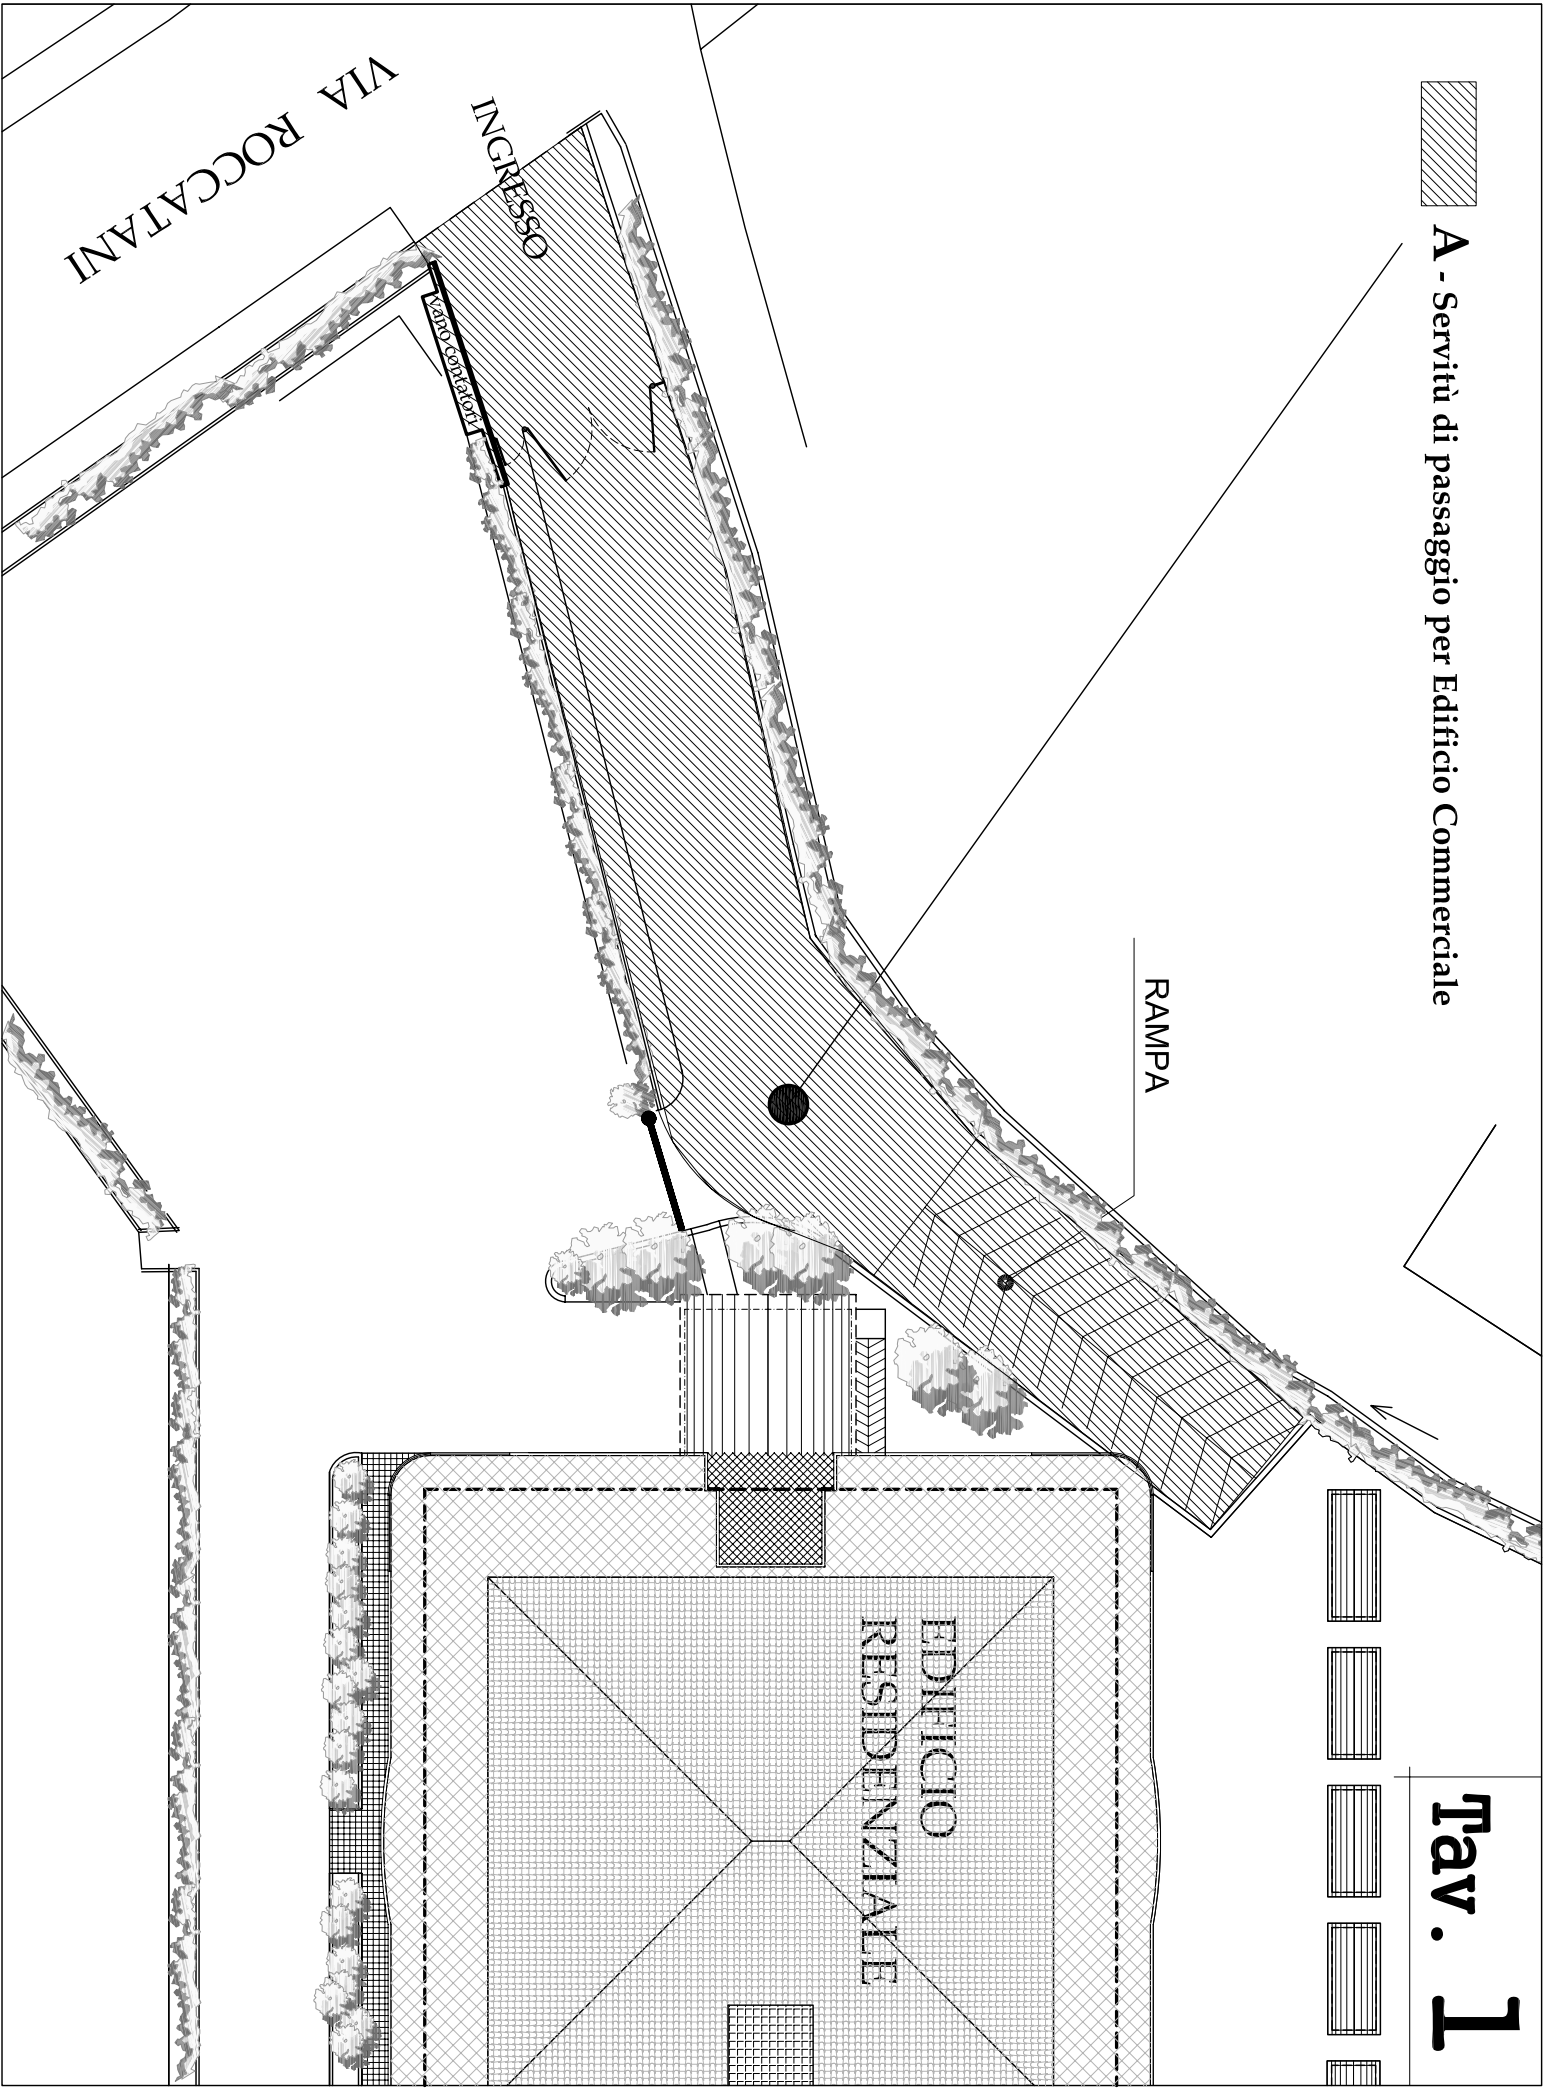 A - Servitù di passaggio per Edificio Commerciale
Tav. 1
VIA ROCCATANI
INGRESSO
vano contatori
RAMPA
EDIFICIO
RESIDENZIALE